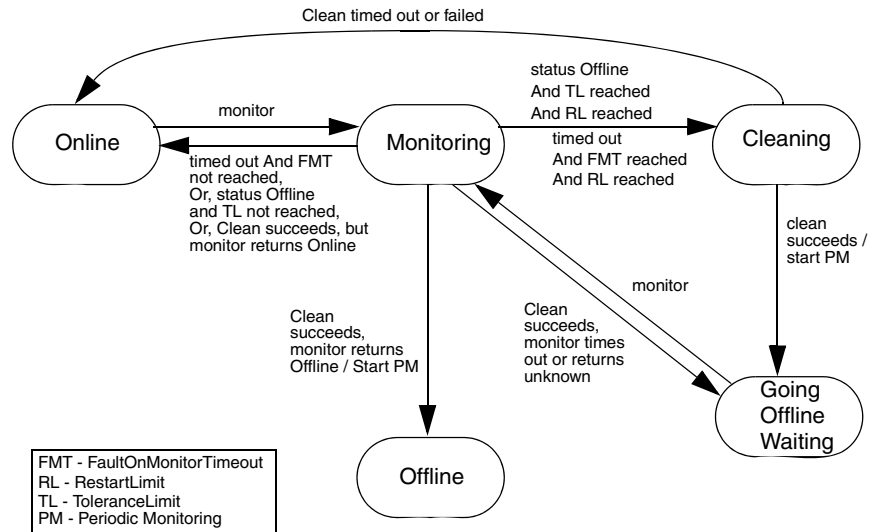 Clean timed out or failed
status Offline
And TL reached
And RL reached
monitor
Online
Monitoring
Cleaning
timed out And FMT
not reached,
Or, status Offline
and TL not reached,
Or, Clean succeeds, but
monitor returns Online
timed out
And FMT reached
And RL reached
clean
succeeds /
start PM
monitor
Clean
succeeds,
monitor returns
Offline / Start PM
Clean
succeeds,
monitor times
out or returns
unknown
Going
Offline
Waiting
Offline
FMT - FaultOnMonitorTimeout
RL - RestartLimit
TL - ToleranceLimit
PM - Periodic Monitoring